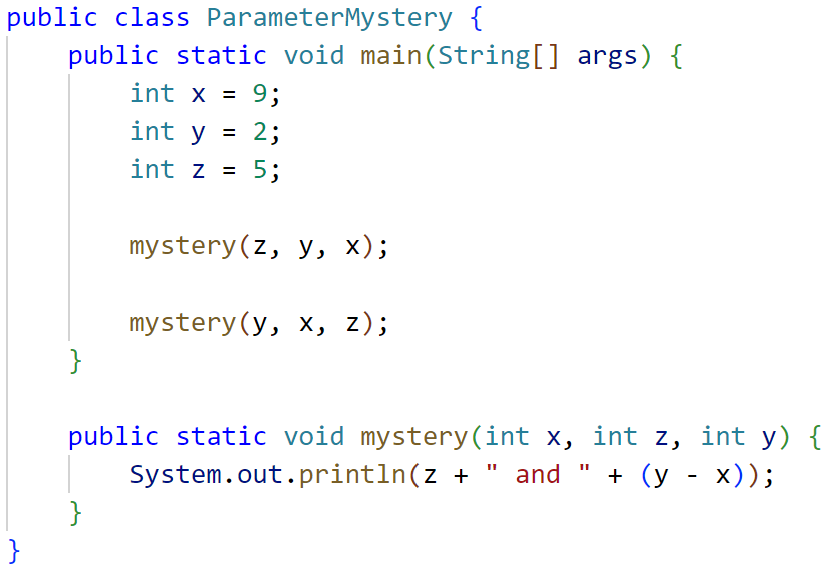 public class ParameterMystery {
    public static void main(String[] args) {
        int x = 9;
        int y = 2;
        int z = 5;

        mystery(z, y, x);

        mystery(y, x, z);
    }

    public static void mystery(int x, int z, int y) {
        System.out.println(z + " and " + (y - x));
    }
}